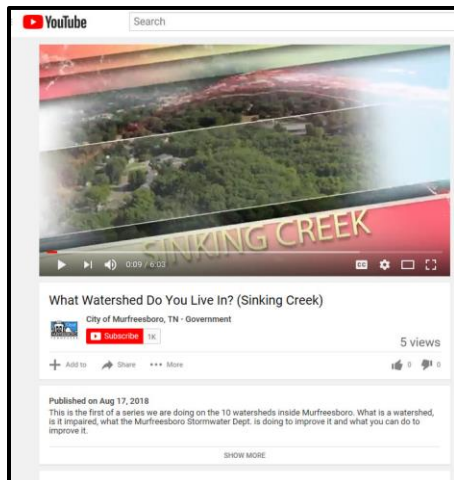 YouTube
Search
SINKING CREEK
0:09 / 6:03
CC
What Watershed Do You Live In? (Sinking Creek)
City of Murfreesboro, TN - Government
Subscribe 1K
5 views
Add to Share More
0 0
Published on Aug 17, 2018
This is the first of a series we are doing on the 10 watersheds inside Murfreesboro. What is a watershed,
is it impaired, what the Murfreesboro Stormwater Dept. is doing to improve it and what you can do to
improve it.
SHOW MORE